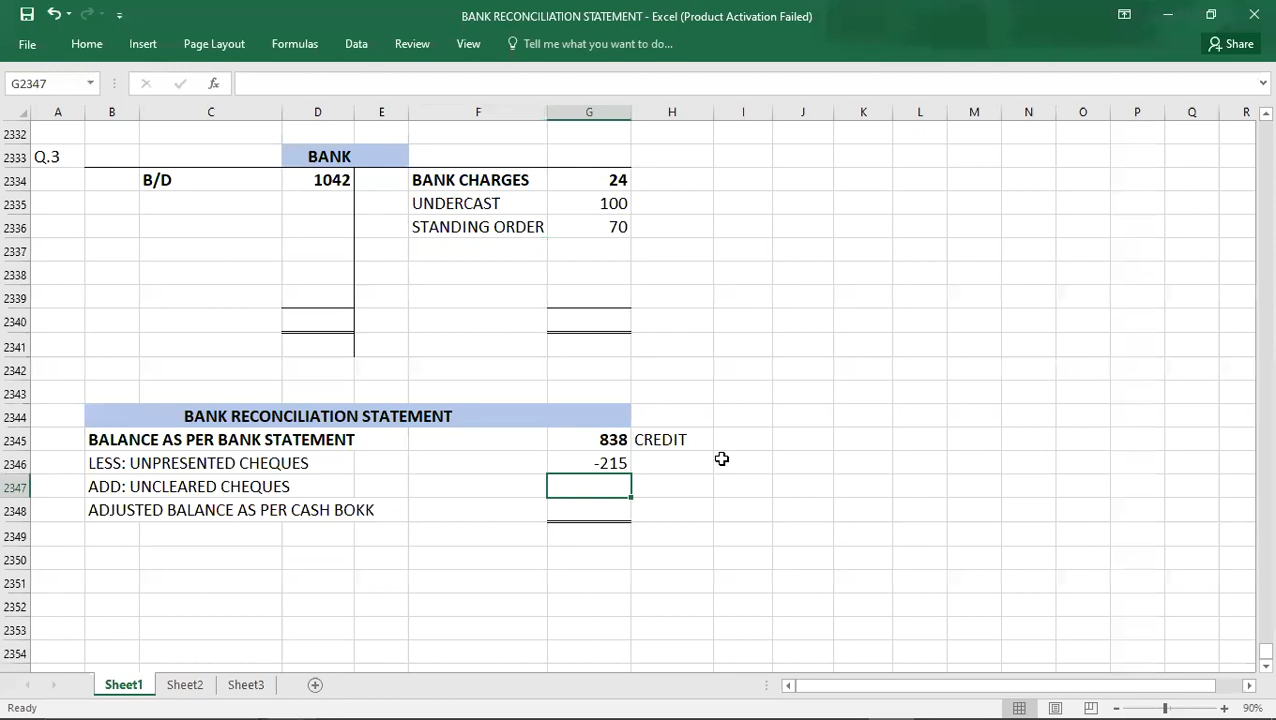 BANK RECONCILIATION STATEMENT - Excel (Product Activation Failed)
File Home Insert Page Layout Formulas Data Review View Tell me what you want to do... Share
G2347 fx
A B C D E F G H I J K L M N O P Q R
2332
2333 Q.3 BANK
2334 B/D 1042 BANK CHARGES 24
2335 UNDERCAST 100
2336 STANDING ORDER 70
2337
2338
2339
2340
2341
2342
2343
2344 BANK RECONCILIATION STATEMENT
2345 BALANCE AS PER BANK STATEMENT 838 CREDIT
2346 LESS: UNPRESENTED CHEQUES -215
2347 ADD: UNCLEARED CHEQUES
2348 ADJUSTED BALANCE AS PER CASH BOKK
2349
2350
2351
2352
2353
2354
Sheet1 Sheet2 Sheet3
Ready 90%